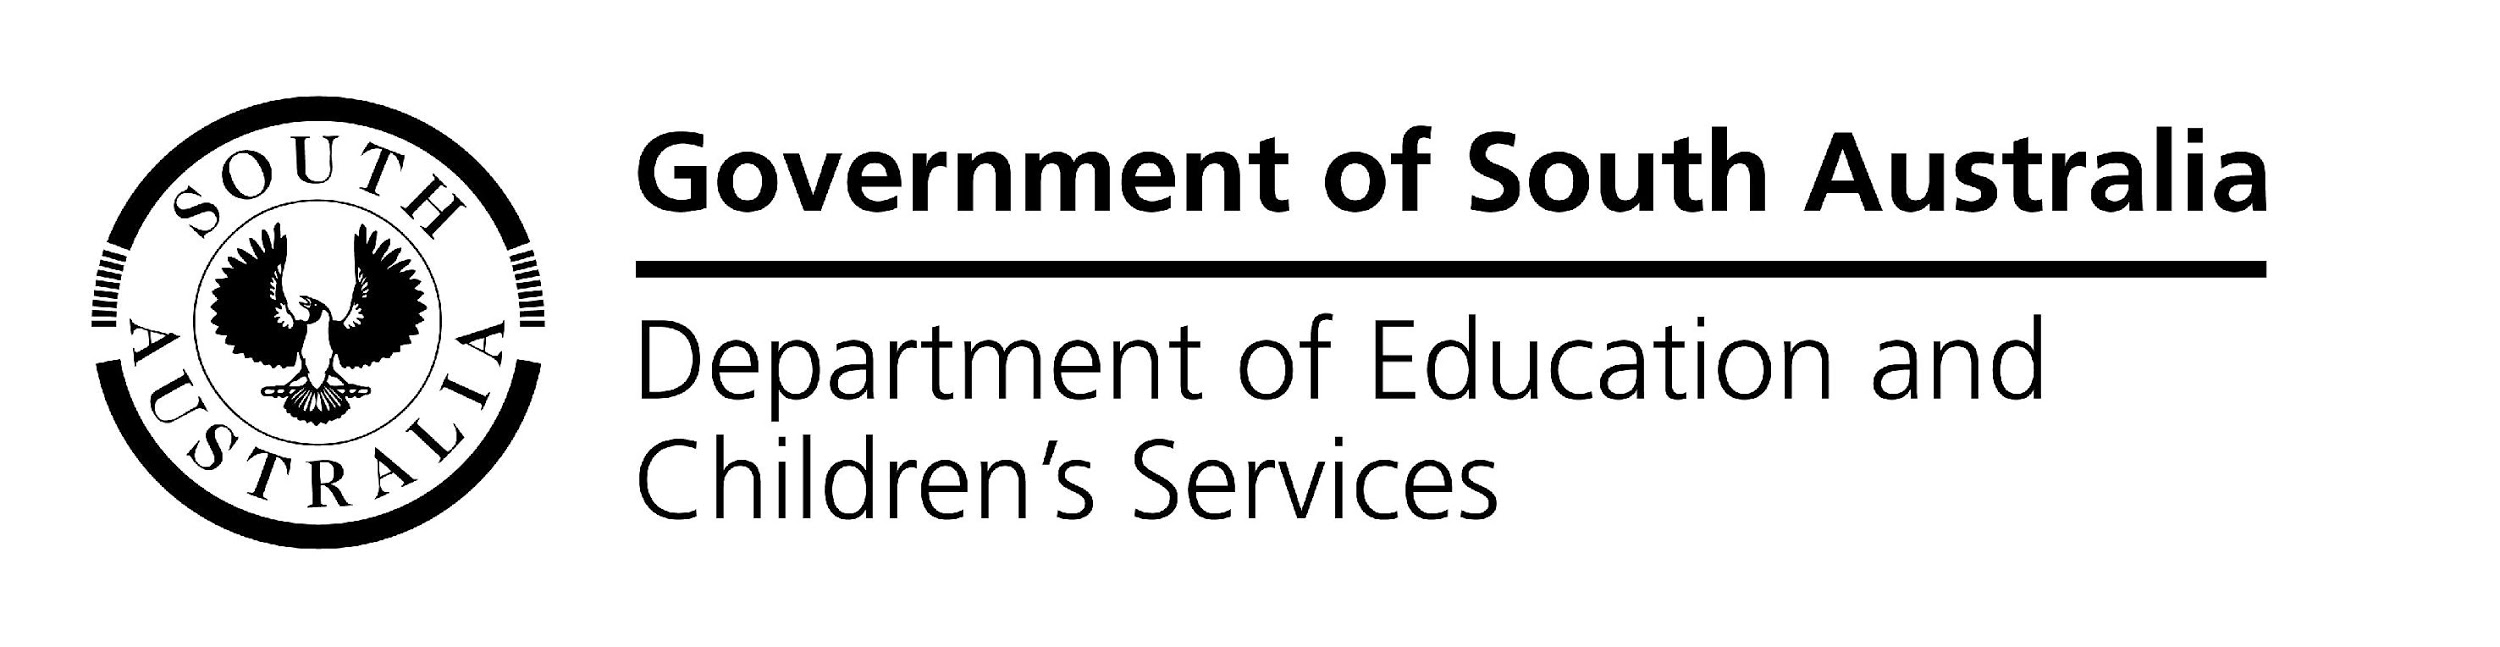 SOUTH
AUSTRALIA
Government of South Australia
Department of Education and
Children’s Services